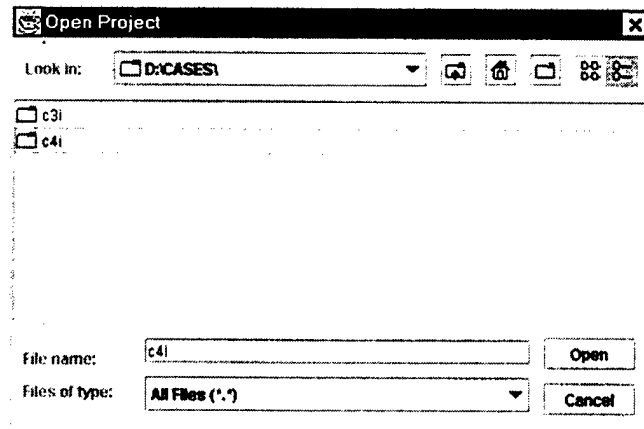 Open Project
Look in: D:\CASES\
c3i
c4i
File name: c4i Open
Files of type: All Files (*.*) Cancel